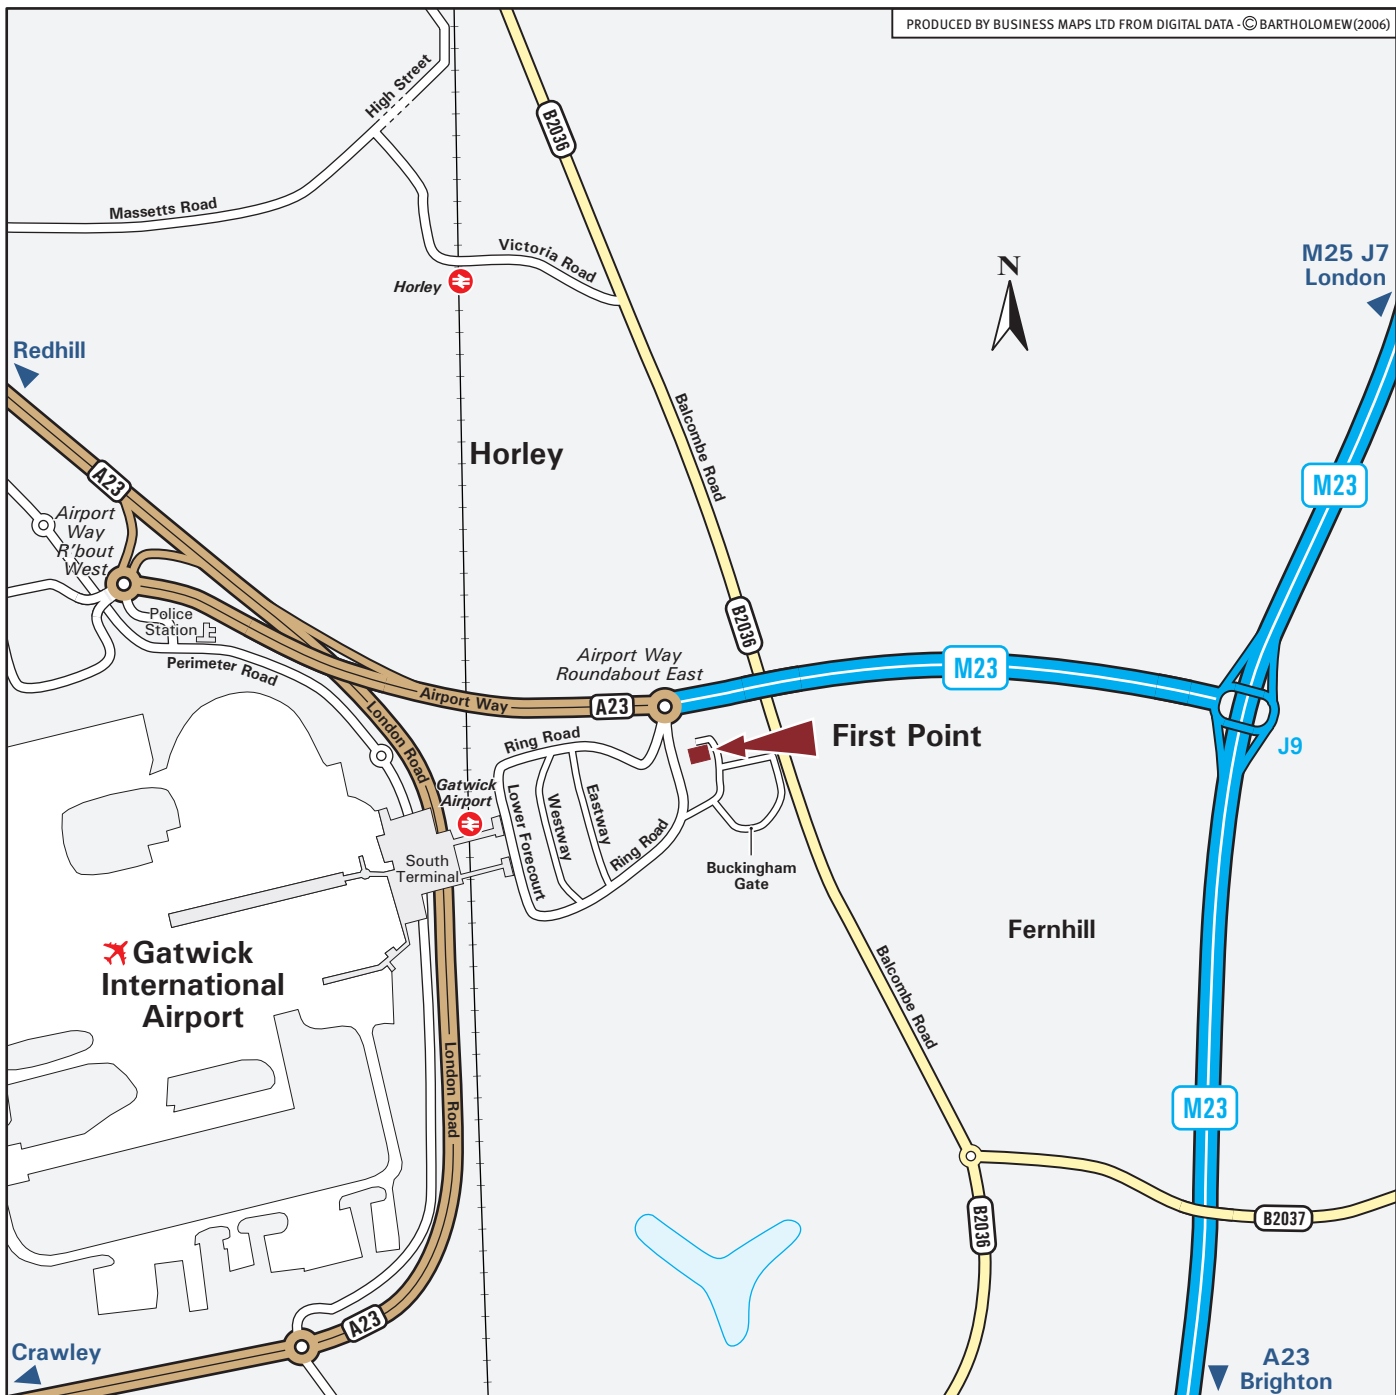 PRODUCED BY BUSINESS MAPS LTD FROM DIGITAL DATA - © BARTHOLOMEW(2006)
High Street
B2036
Massetts Road
Victoria Road
Horley
N
M25 J7
London
Redhill
Balcombe Road
Horley
A23
M23
Airport
Way
R'bout
West
Police
Station
Perimeter Road
B2036
Airport Way
Roundabout East
M23
Airport Way
A23
London Road
Ring Road
First Point
J9
Gatwick
Airport
Lower Forecourt
Westway
Eastway
Ring Road
South
Terminal
Buckingham
Gate
Fernhill
Gatwick
International
Airport
Balcombe Road
London Road
M23
B2036
B2037
A23
Crawley
A23
Brighton